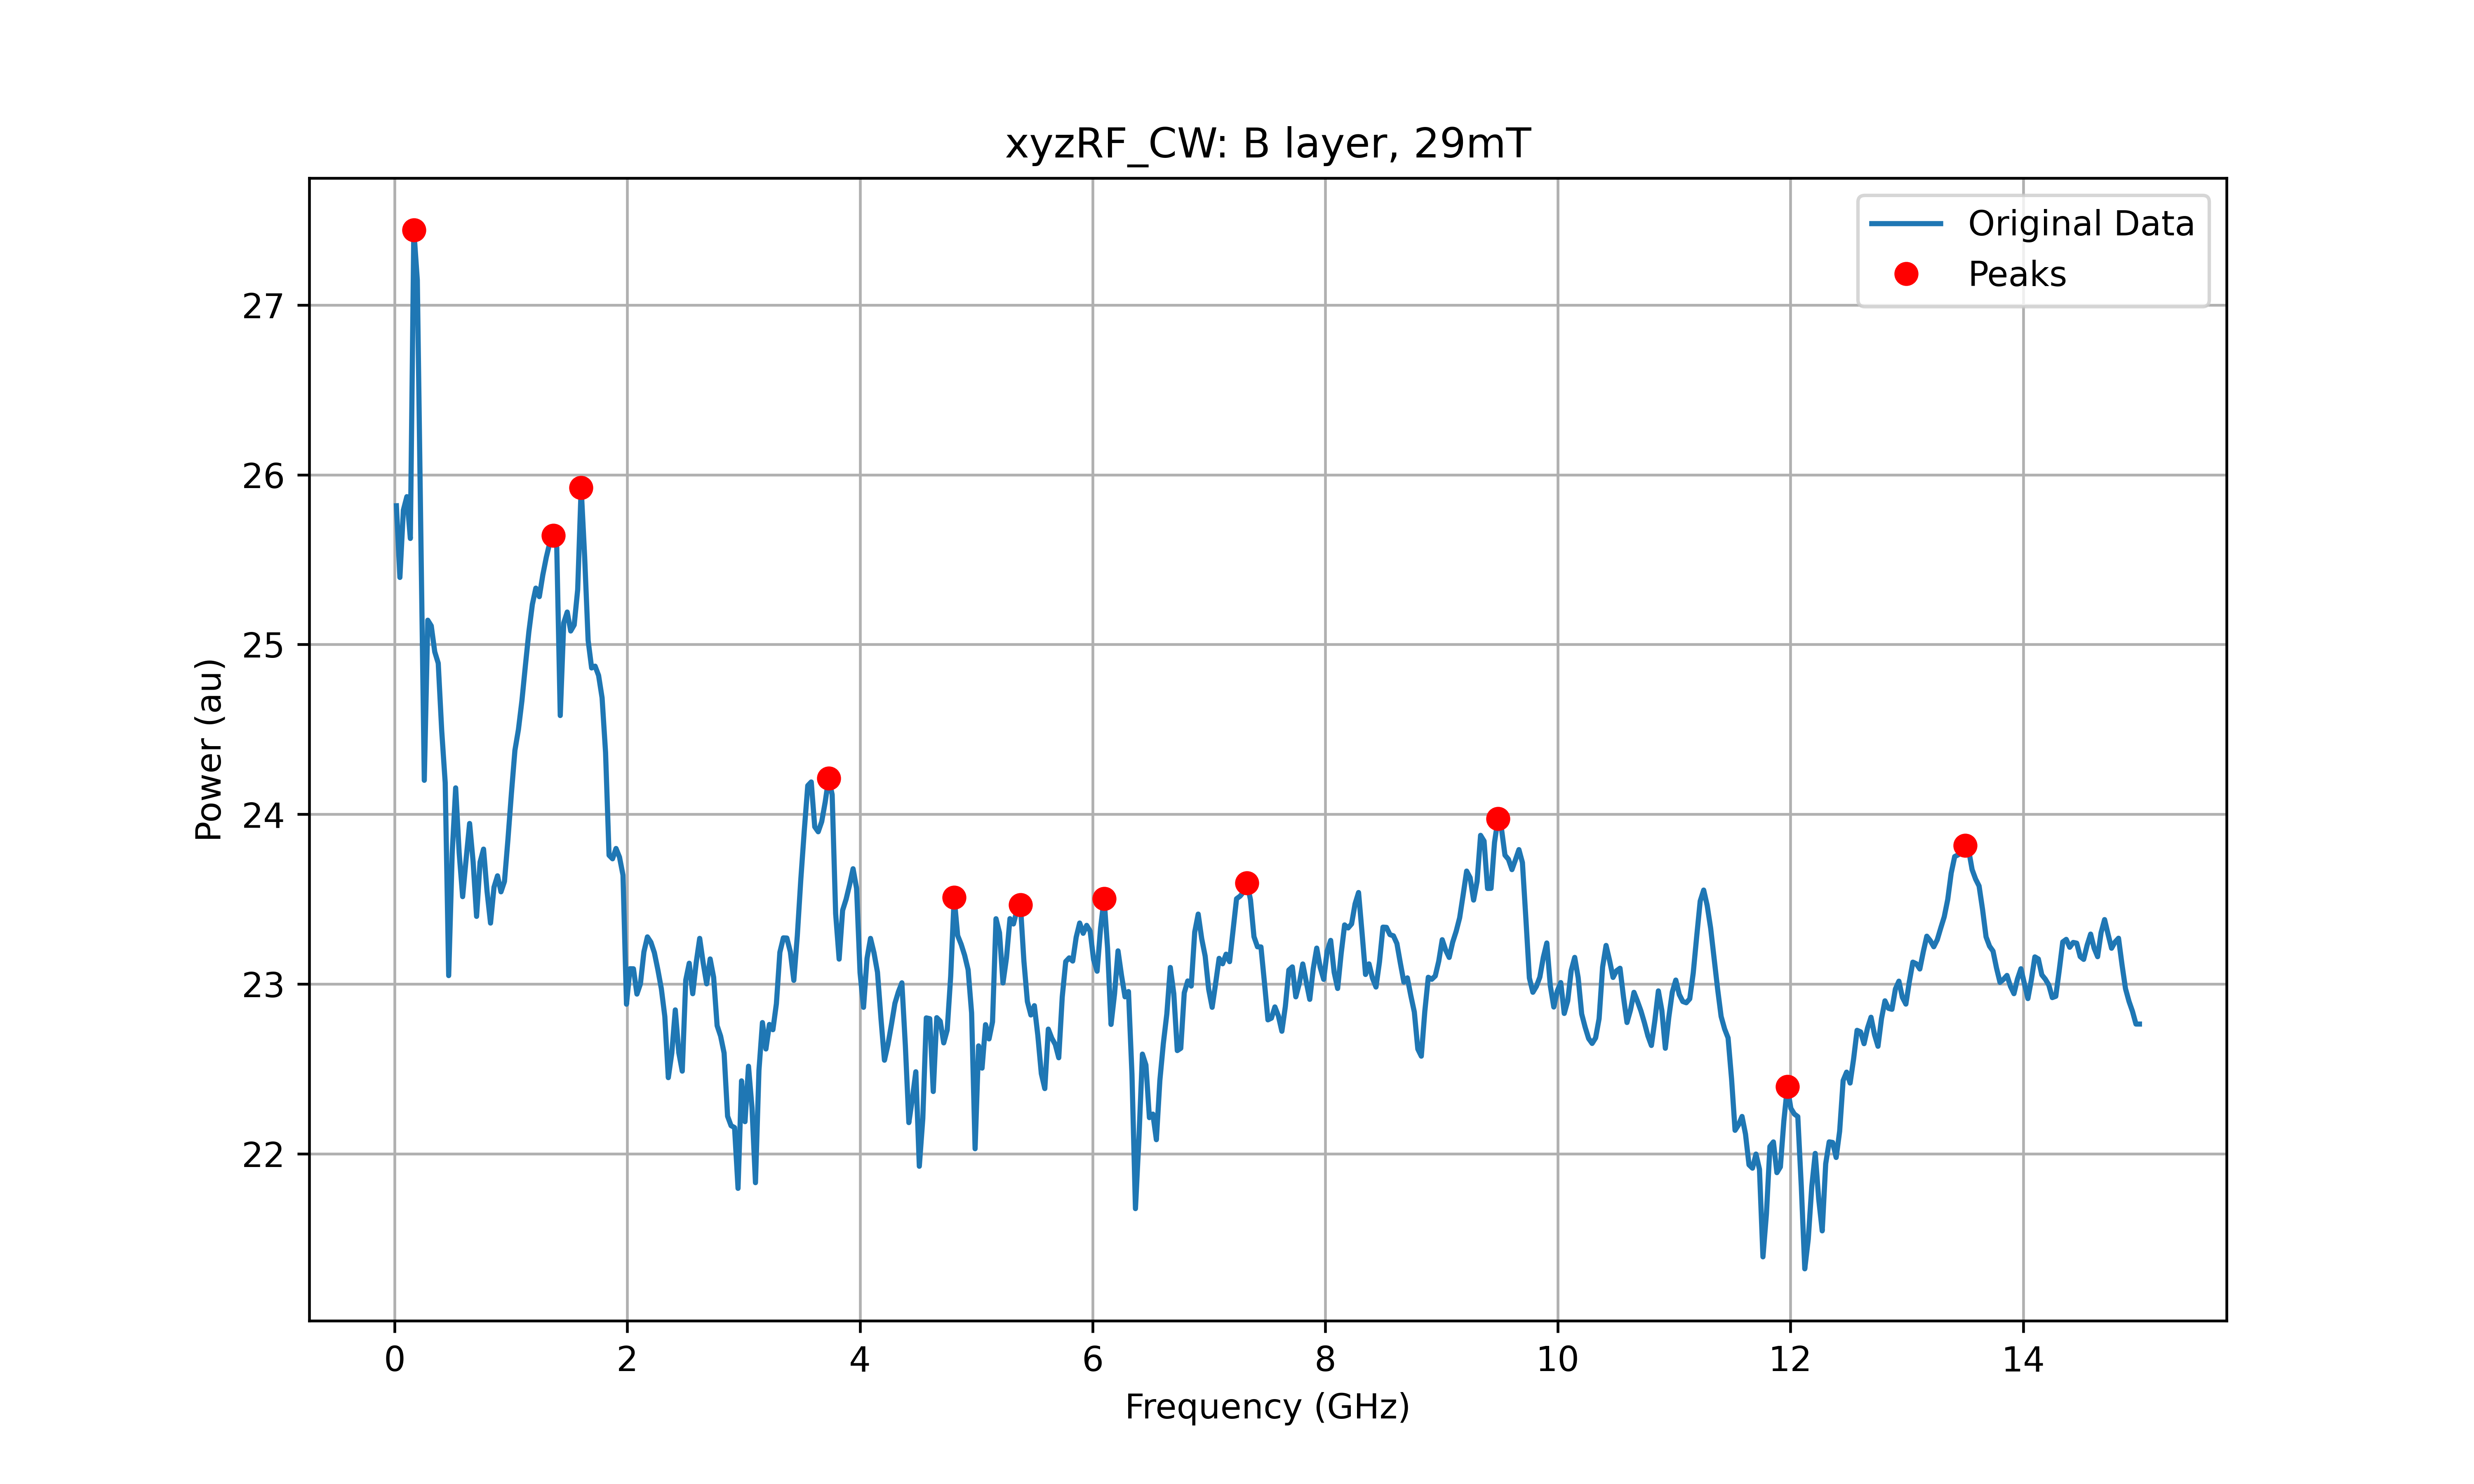 xyzRF_CW: B layer, 29mT
Original Data
Peaks
Power (au)
27
26
25
24
23
22
0 2 4 6 8 10 12 14
Frequency (GHz)